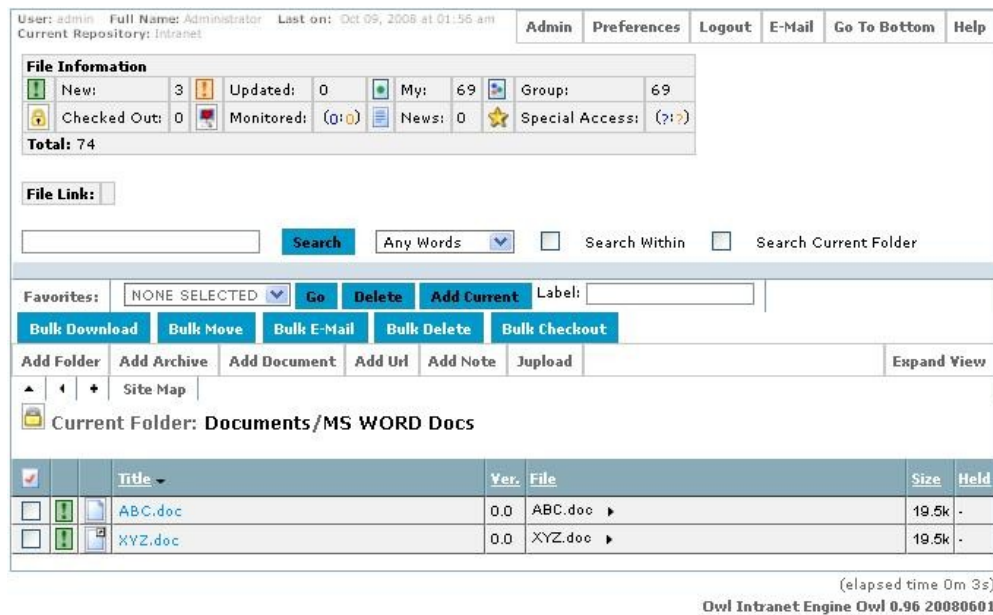 User: admin Full Name: Administrator Last on: Oct 09, 2008 at 01:56 am
Current Repository: Intranet
Admin Preferences Logout E-Mail Go To Bottom Help
File Information
New: 3 Updated: 0 My: 69 Group: 69
Checked Out: 0 Monitored: (0:0) News: 0 Special Access: (?:?)
Total: 74
File Link:
Search Any Words Search Within Search Current Folder
Favorites: NONE SELECTED Go Delete Add Current Label:
Bulk Download Bulk Move Bulk E-Mail Bulk Delete Bulk Checkout
Add Folder Add Archive Add Document Add Url Add Note Jupload Expand View
Site Map
Current Folder: Documents/MS WORD Docs
Title Ver. File Size Held
ABC.doc 0.0 ABC.doc 19.5k -
XYZ.doc 0.0 XYZ.doc 19.5k -
(elapsed time 0m 3s)
Owl Intranet Engine Owl 0.96 20080601